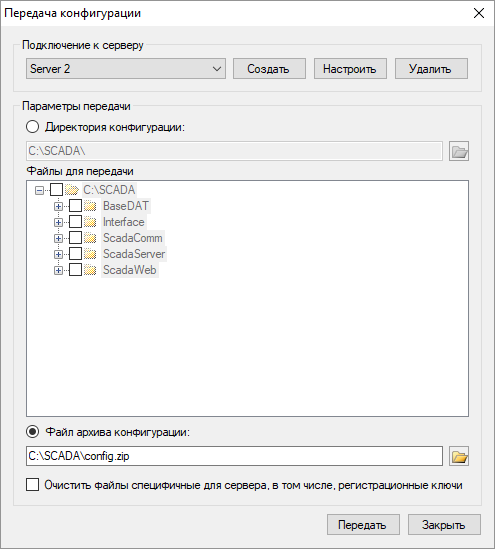 Передача конфигурации
Подключение к серверу
Server 2 Создать Настроить Удалить
Параметры передачи
Директория конфигурации:
C:\SCADA\
Файлы для передачи
C:\SCADA
BaseDAT
Interface
ScadaComm
ScadaServer
ScadaWeb
Файл архива конфигурации:
C:\SCADA\config.zip
Очистить файлы специфичные для сервера, в том числе, регистрационные ключи
Передать Закрыть